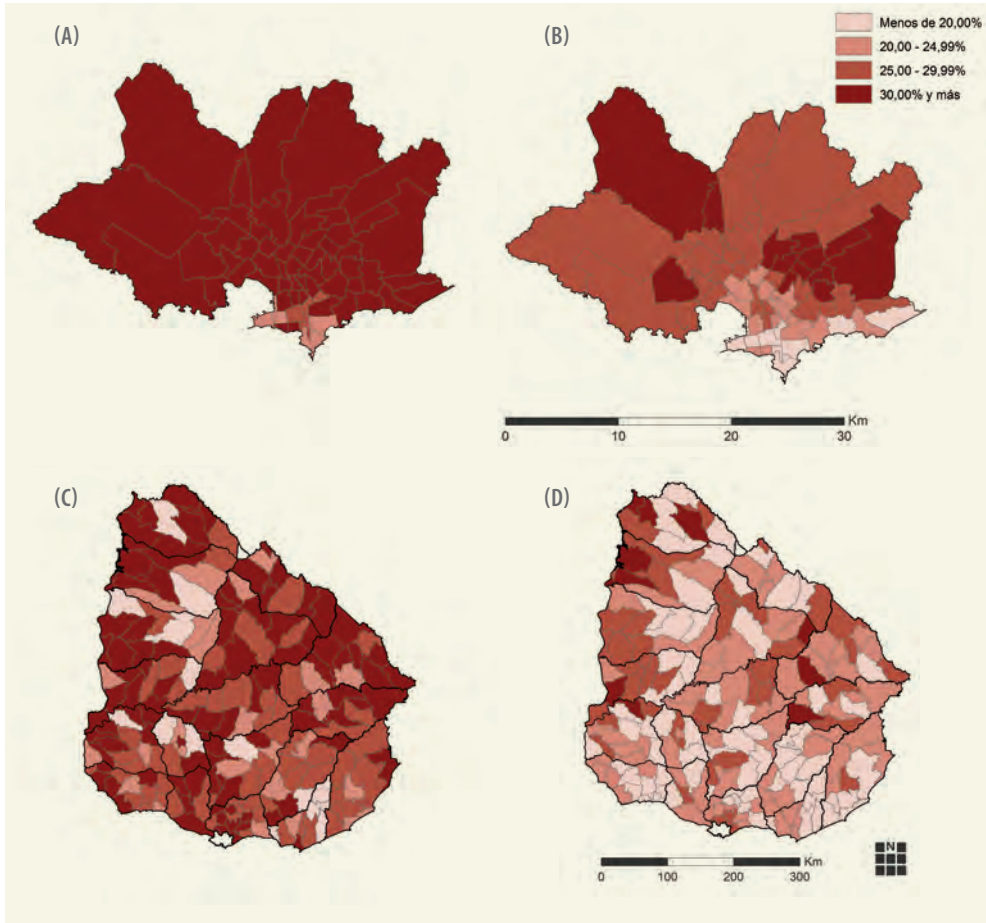 (A)
(B)
Menos de 20,00%
20,00 - 24,99%
25,00 - 29,99%
30,00% y más
Km
0 10 20 30
(C)
(D)
N
Km
0 100 200 300